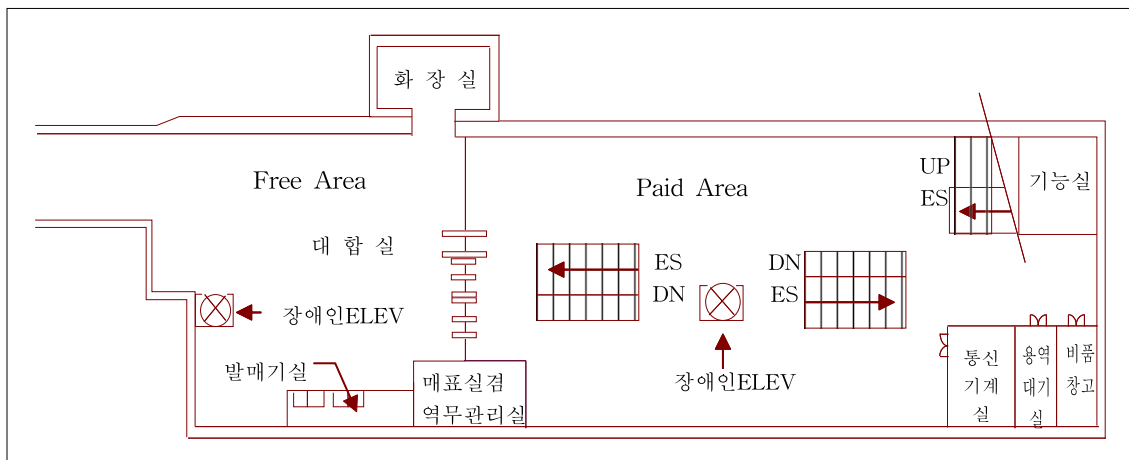 화 장 실
Free Area
Paid Area
UP
ES
기능실
대 합 실
ES
DN
DN
ES
장애인ELEV
발매기실
매표실겸
역무관리실
장애인ELEV
통신
기계
실
용역
대기
실
비품
창고